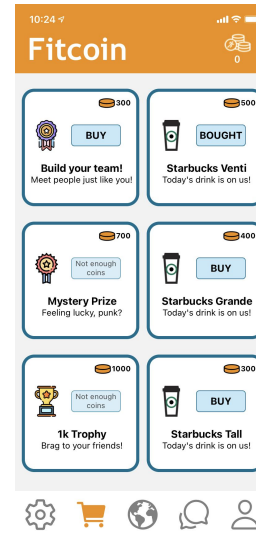 10:24
Fitcoin
0
300
BUY
Build your team!
Meet people just like you!
500
BOUGHT
Starbucks Venti
Today's drink is on us!
700
Not enough
coins
Mystery Prize
Feeling lucky, punk?
400
BUY
Starbucks Grande
Today's drink is on us!
1000
Not enough
coins
1k Trophy
Brag to your friends!
300
BUY
Starbucks Tall
Today's drink is on us!